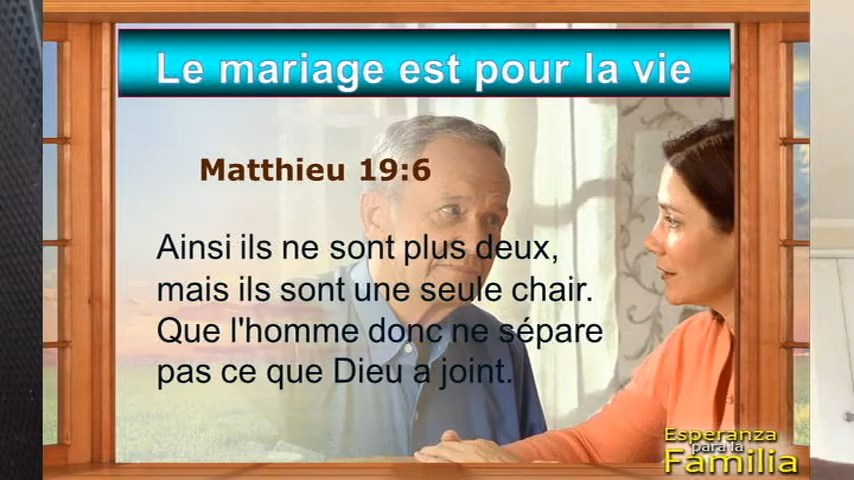 Le mariage est pour la vie
Matthieu 19:6
Ainsi ils ne sont plus deux,
mais ils sont une seule chair.
Que l'homme donc ne sépare
pas ce que Dieu a joint.
Esperanza
para la
Familia